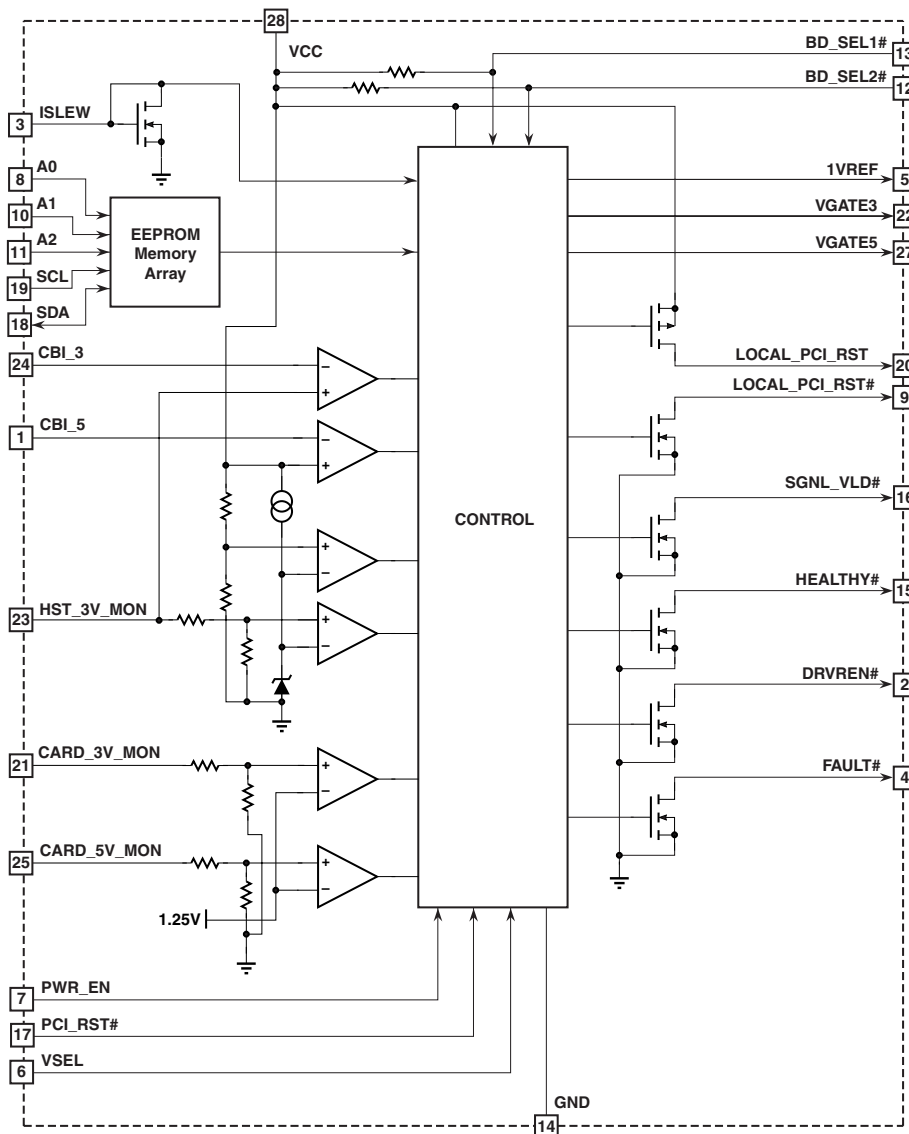 28
VCC
BD_SEL1#
13
BD_SEL2#
12
3
ISLEW
8
A0
10
A1
11
A2
19
SCL
18
SDA
EEPROM
Memory
Array
1VREF
5
VGATE3
22
VGATE5
27
24
CBI_3
–
+
LOCAL_PCI_RST
20
LOCAL_PCI_RST#
9
1
CBI_5
–
+
SGNL_VLD#
16
CONTROL
+
–
HEALTHY#
15
23
HST_3V_MON
+
–
DRVREN#
2
21
CARD_3V_MON
+
–
FAULT#
4
25
CARD_5V_MON
+
–
1.25V
7
PWR_EN
17
PCI_RST#
6
VSEL
GND
14